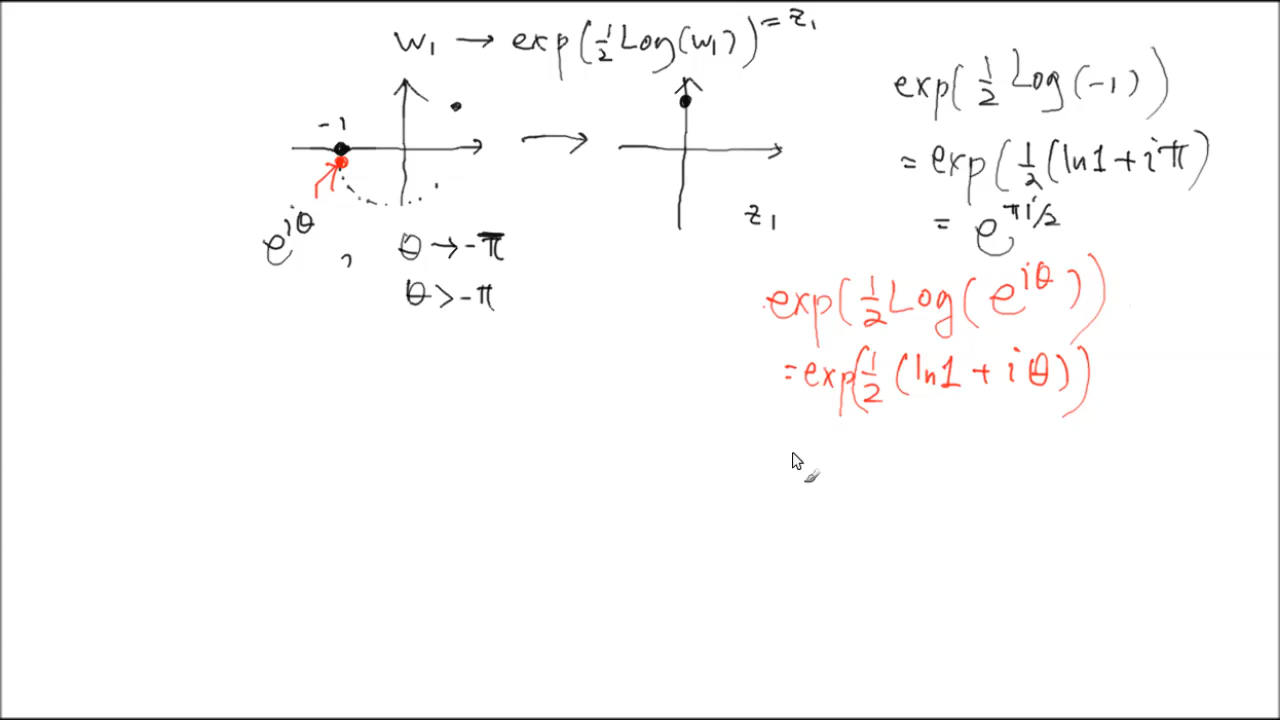 w₁ → exp(½ Log(w₁)) = z₁
-1
z₁
e^{iθ} , θ → -π
θ > -π
exp(½ Log(-1))
= exp(½(ln1 + iπ)
= e^{πi/2}
exp(½ Log(e^{iθ}))
= exp(½(ln1 + iθ))